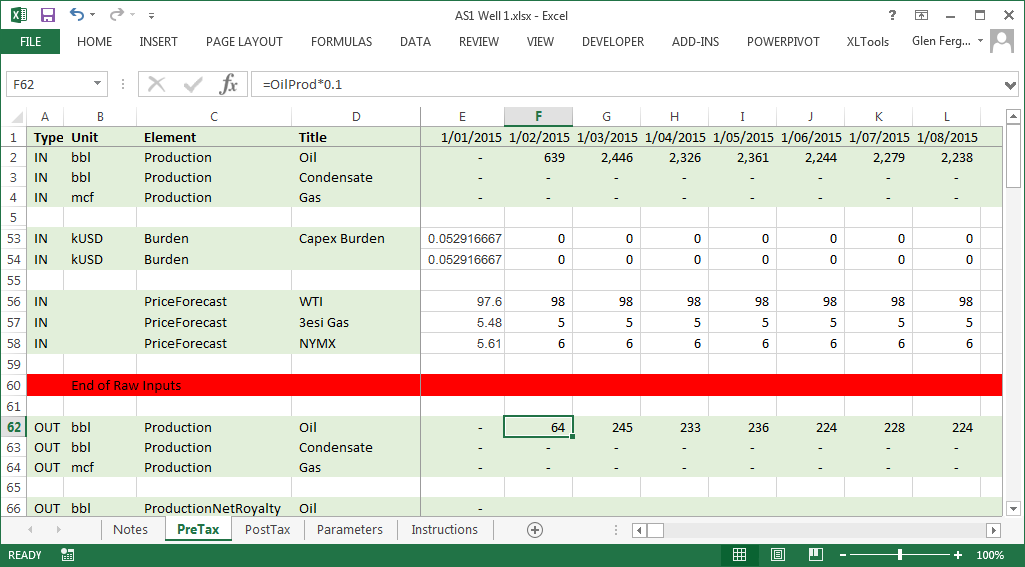 AS1 Well 1.xlsx - Excel
FILE HOME INSERT PAGE LAYOUT FORMULAS DATA REVIEW VIEW DEVELOPER ADD-INS POWERPIVOT XLTools Glen Ferg...
F62 fx =OilProd*0.1
A B C D E F G H I J K L
1 Type Unit Element Title 1/01/2015 1/02/2015 1/03/2015 1/04/2015 1/05/2015 1/06/2015 1/07/2015 1/08/2015
2 IN bbl Production Oil - 639 2,446 2,326 2,361 2,244 2,279 2,238
3 IN bbl Production Condensate - - - - - - - -
4 IN mcf Production Gas - - - - - - - -
5
53 IN kUSD Burden Capex Burden 0.052916667 0 0 0 0 0 0 0
54 IN kUSD Burden 0.052916667 0 0 0 0 0 0 0
55
56 IN PriceForecast WTI 97.6 98 98 98 98 98 98 98
57 IN PriceForecast 3esi Gas 5.48 5 5 5 5 5 5 5
58 IN PriceForecast NYMX 5.61 6 6 6 6 6 6 6
59
60 End of Raw Inputs
61
62 OUT bbl Production Oil - 64 245 233 236 224 228 224
63 OUT bbl Production Condensate - - - - - - - -
64 OUT mcf Production Gas - - - - - - - -
65
66 OUT bbl ProductionNetRoyalty Oil -
Notes PreTax PostTax Parameters Instructions
READY 100%